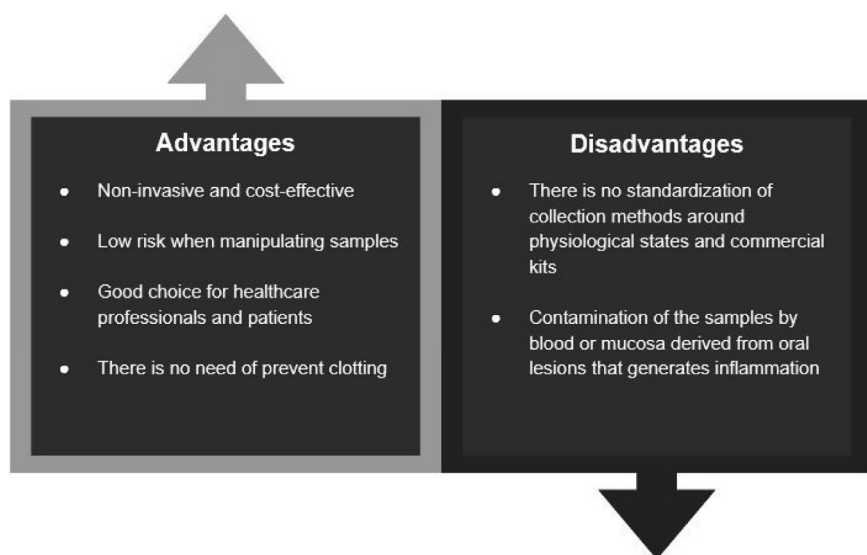 Advantages
● Non-invasive and cost-effective
● Low risk when manipulating samples
● Good choice for healthcare
professionals and patients
● There is no need of prevent clotting
Disadvantages
● There is no standardization of
collection methods around
physiological states and commercial
kits
● Contamination of the samples by
blood or mucosa derived from oral
lesions that generates inflammation